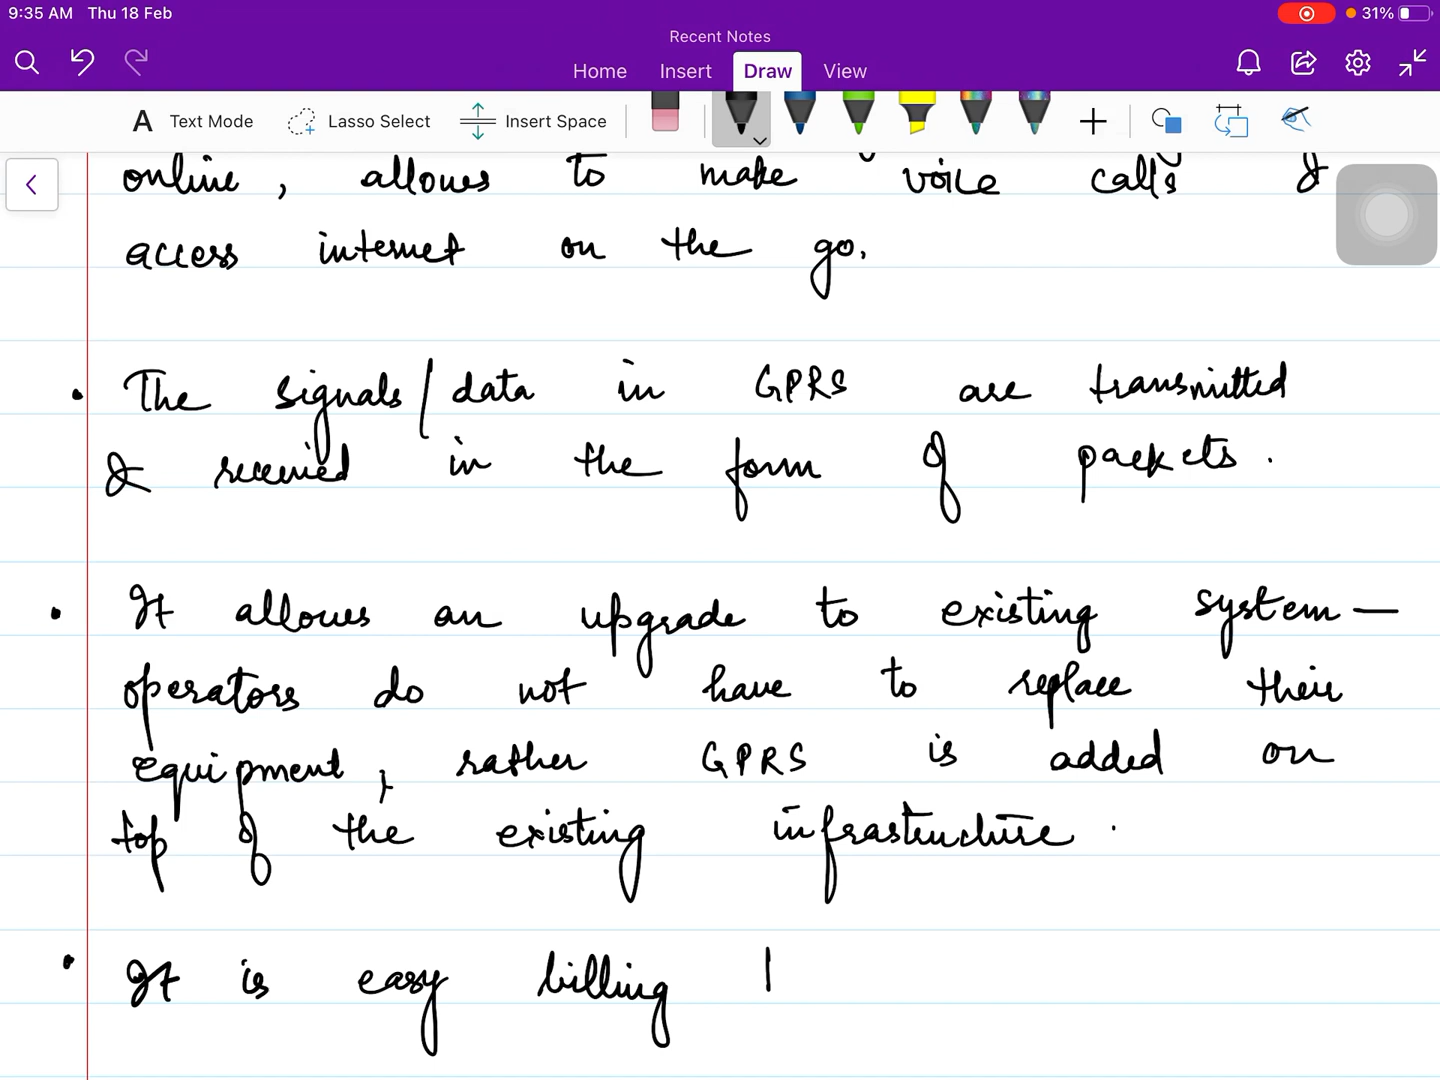 9:35 AM Thu 18 Feb
31%
Recent Notes
Home Insert Draw View
A Text Mode Lasso Select Insert Space
online, allows to make voice calls &
access internet on the go.
• The signals/data in GPRS are transmitted
& received in the form of packets.
• It allows an upgrade to existing system—
operators do not have to replace their
equipment, rather GPRS is added on
top of the existing infrastructure.
• It is easy billing